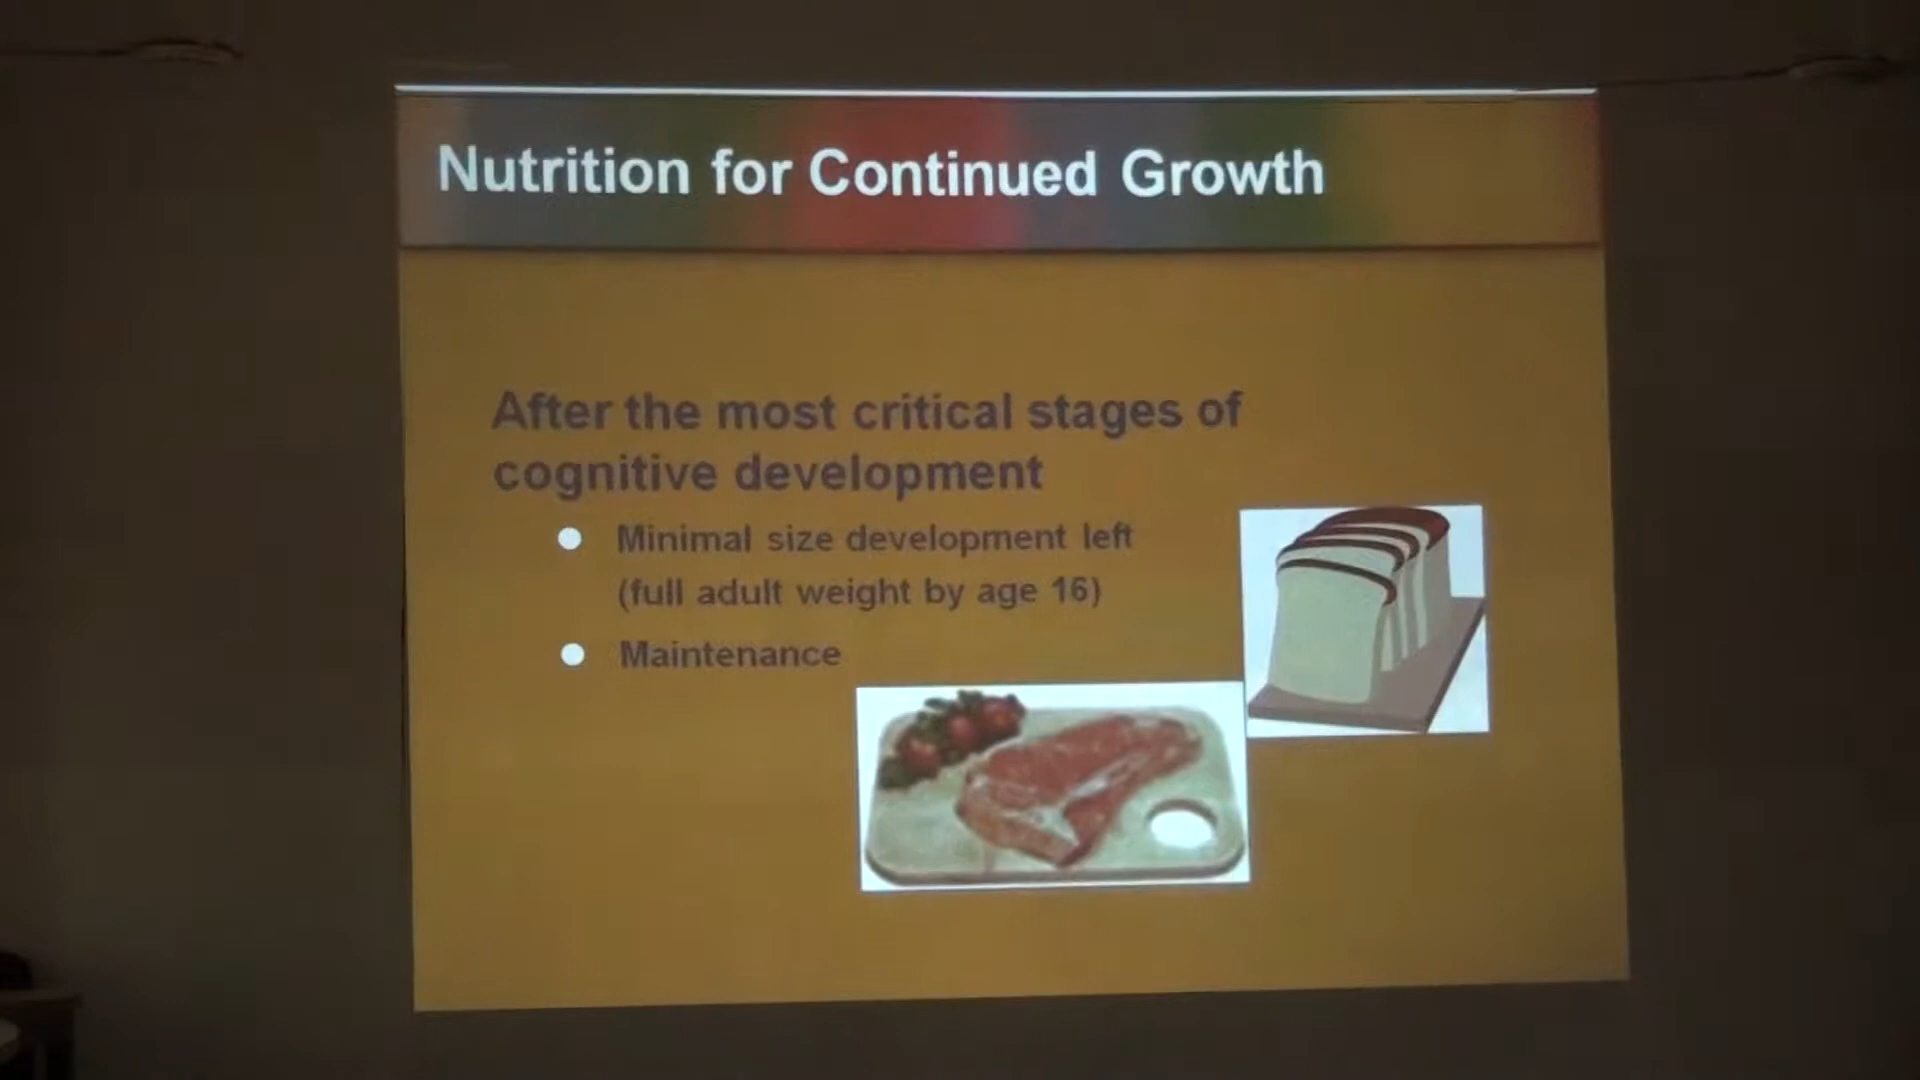 Nutrition for Continued Growth
After the most critical stages of
cognitive development
Minimal size development left
(full adult weight by age 16)
Maintenance